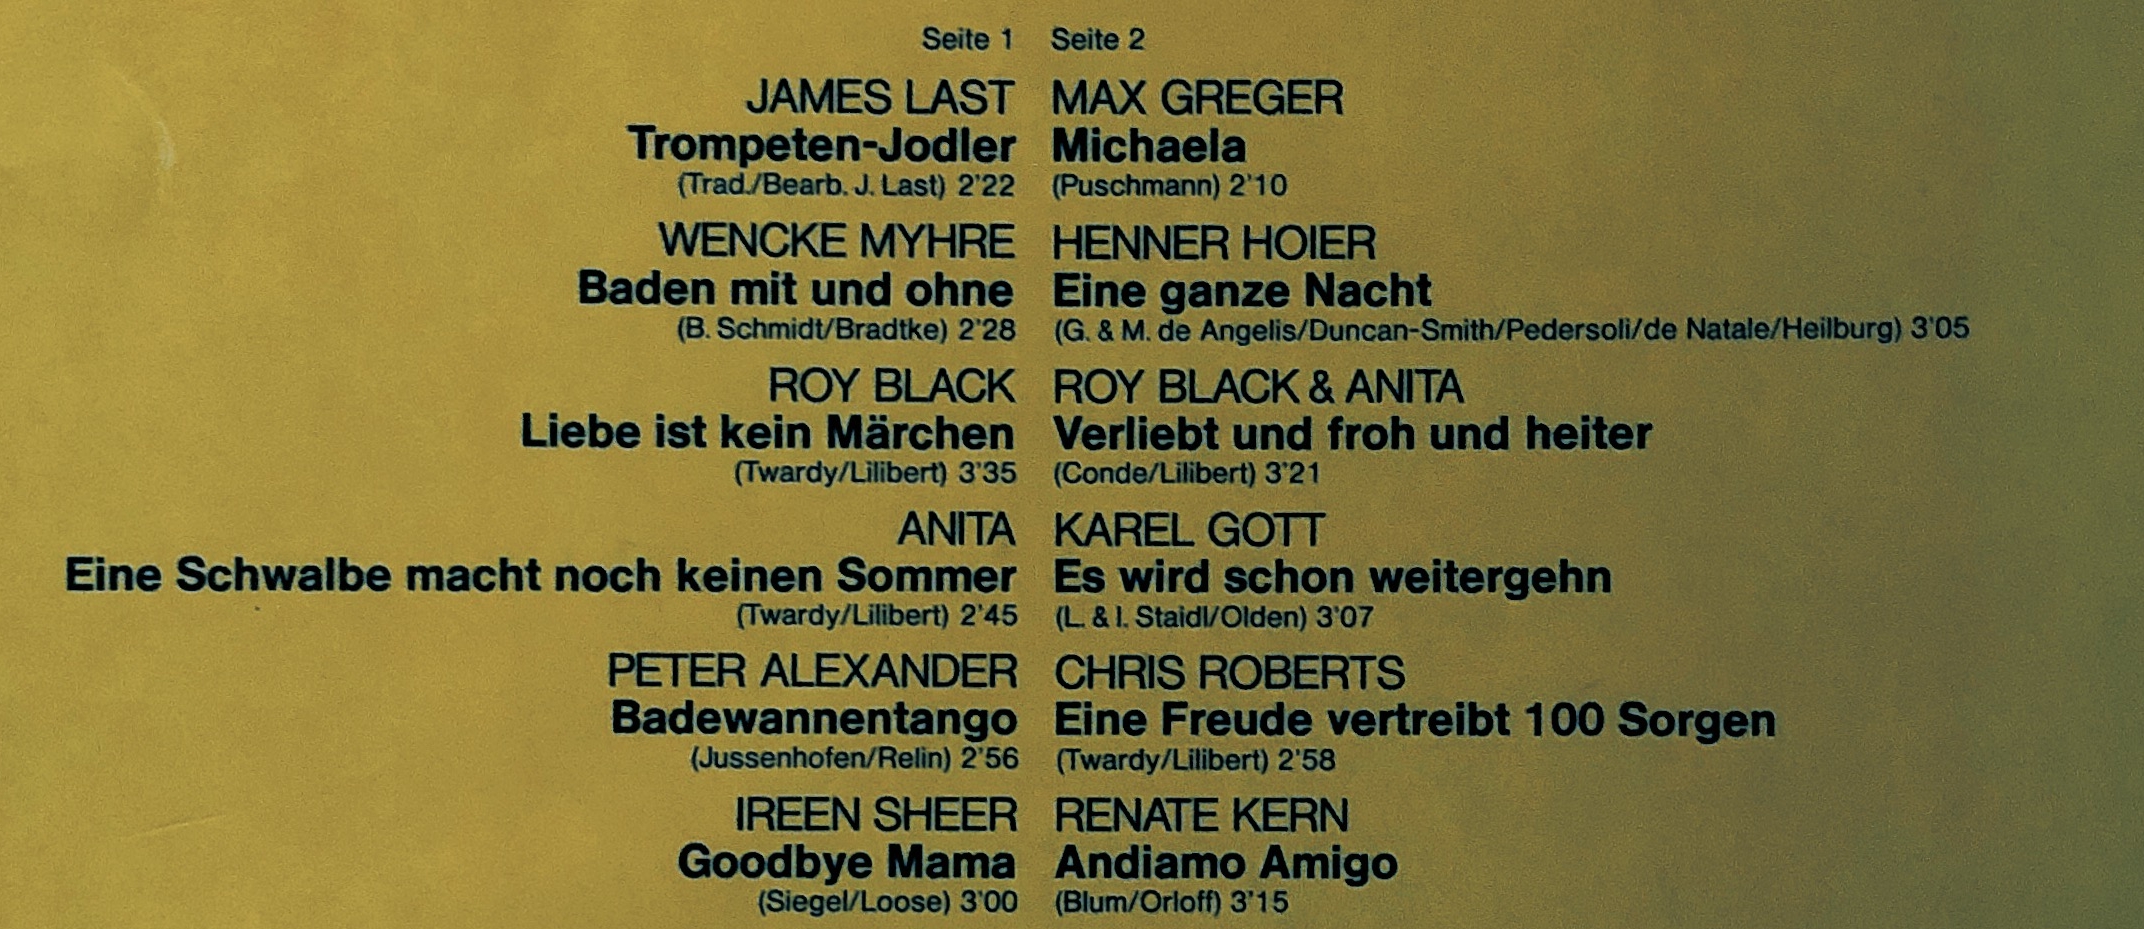 Seite 1
JAMES LAST
Trompeten-Jodler
(Trad./Bearb. J. Last) 2'22
WENCKE MYHRE
Baden mit und ohne
(B. Schmidt/Bradtke) 2'28
ROY BLACK
Liebe ist kein Märchen
(Twardy/Lilibert) 3'35
ANITA
Eine Schwalbe macht noch keinen Sommer
(Twardy/Lilibert) 2'45
PETER ALEXANDER
Badewannentango
(Jussenhofen/Relin) 2'56
IREEN SHEER
Goodbye Mama
(Siegel/Loose) 3'00
Seite 2
MAX GREGER
Michaela
(Puschmann) 2'10
HENNER HOIER
Eine ganze Nacht
(G. & M. de Angelis/Duncan-Smith/Pedersoli/de Natale/Heilburg) 3'05
ROY BLACK & ANITA
Verliebt und froh und heiter
(Conde/Lilibert) 3'21
KAREL GOTT
Es wird schon weitergehn
(L. & I. Staidl/Olden) 3'07
CHRIS ROBERTS
Eine Freude vertreibt 100 Sorgen
(Twardy/Lilibert) 2'58
RENATE KERN
Andiamo Amigo
(Blum/Orloff) 3'15